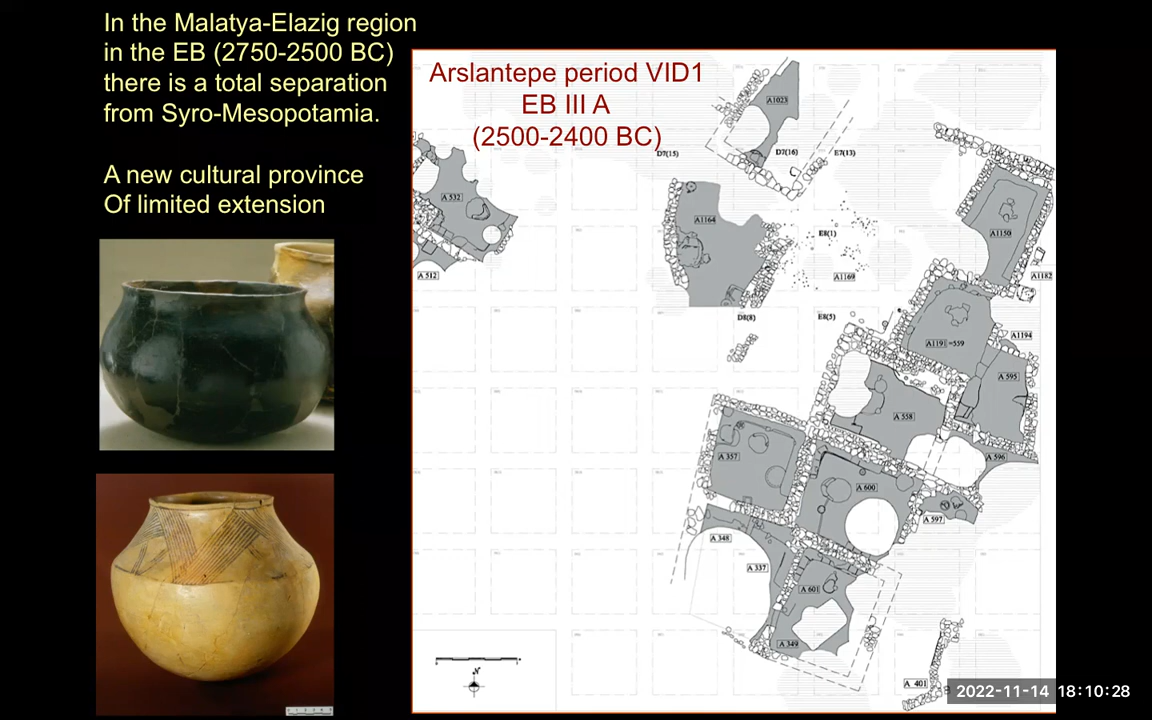 In the Malatya-Elazig region
in the EB (2750-2500 BC)
there is a total separation
from Syro-Mesopotamia.
A new cultural province
Of limited extension
Arslantepe period VID1
EB III A
(2500-2400 BC)
A1023
D7(15)
D7(16)
E7(13)
A 532
A1164
E8(1)
A1150
A 512
A1169
A1182
D8(8)
E8(5)
A1194
A1191=559
A 595
A 558
A 357
A 596
A 600
A 597
A 348
A 337
A 601
A 349
A 401
N
2022-11-14 18:10:28